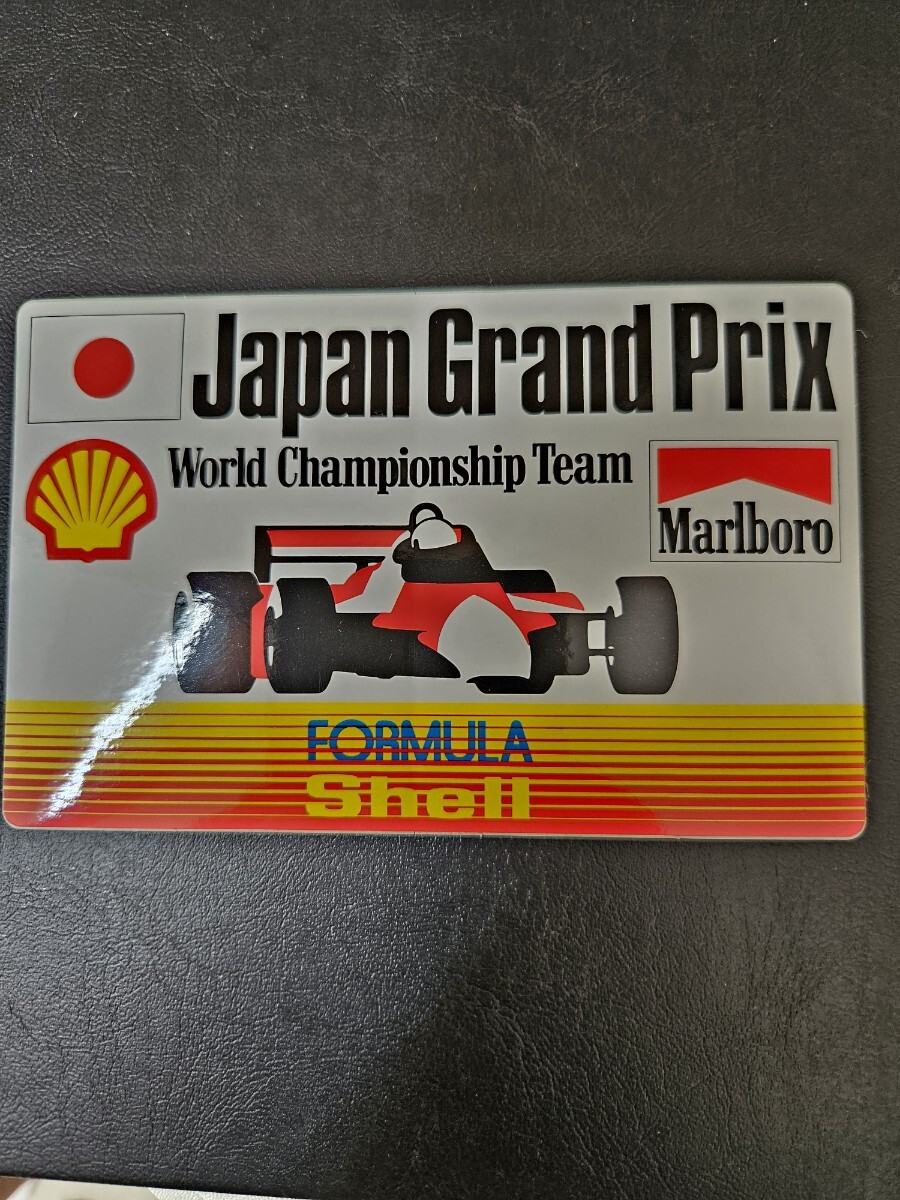 Japan Grand Prix
World Championship Team
Marlboro
FORMULA
Shell